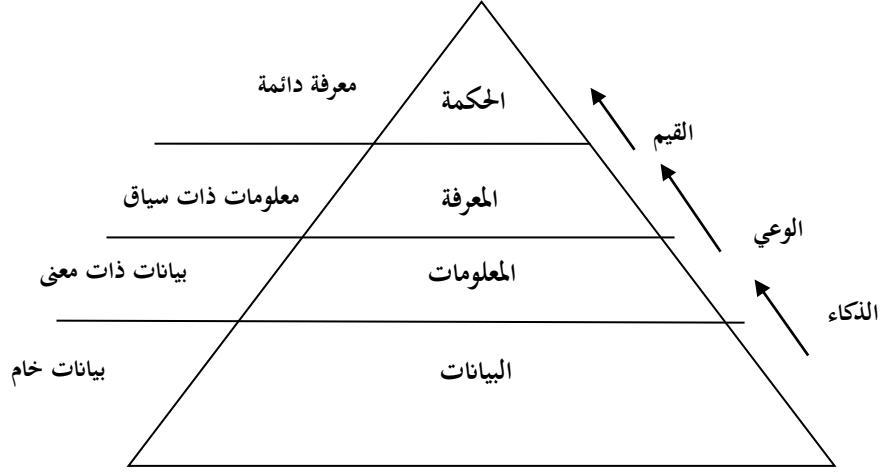 معرفة دائمة
الحكمة
القيم
معلومات ذات سياق
المعرفة
الوعي
بيانات ذات معنى
المعلومات
الذكاء
بيانات خام
البيانات